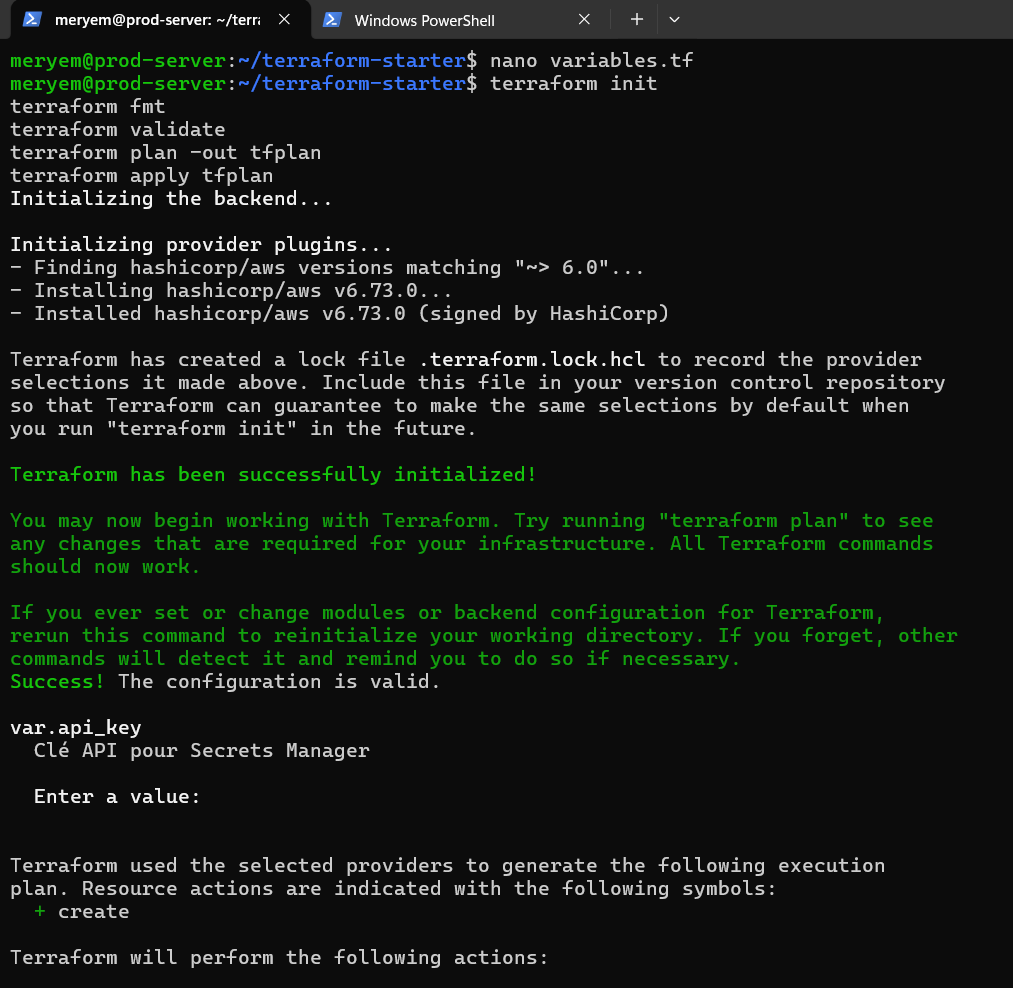 meryem@prod-server: ~/terra
Windows PowerShell
meryem@prod-server:~/terraform-starter$ nano variables.tf
meryem@prod-server:~/terraform-starter$ terraform init
terraform fmt
terraform validate
terraform plan -out tfplan
terraform apply tfplan
Initializing the backend...
Initializing provider plugins...
- Finding hashicorp/aws versions matching "~> 6.0"...
- Installing hashicorp/aws v6.73.0...
- Installed hashicorp/aws v6.73.0 (signed by HashiCorp)
Terraform has created a lock file .terraform.lock.hcl to record the provider
selections it made above. Include this file in your version control repository
so that Terraform can guarantee to make the same selections by default when
you run "terraform init" in the future.
Terraform has been successfully initialized!
You may now begin working with Terraform. Try running "terraform plan" to see
any changes that are required for your infrastructure. All Terraform commands
should now work.
If you ever set or change modules or backend configuration for Terraform,
rerun this command to reinitialize your working directory. If you forget, other
commands will detect it and remind you to do so if necessary.
Success! The configuration is valid.
var.api_key
Clé API pour Secrets Manager
Enter a value:
Terraform used the selected providers to generate the following execution
plan. Resource actions are indicated with the following symbols:
+ create
Terraform will perform the following actions: